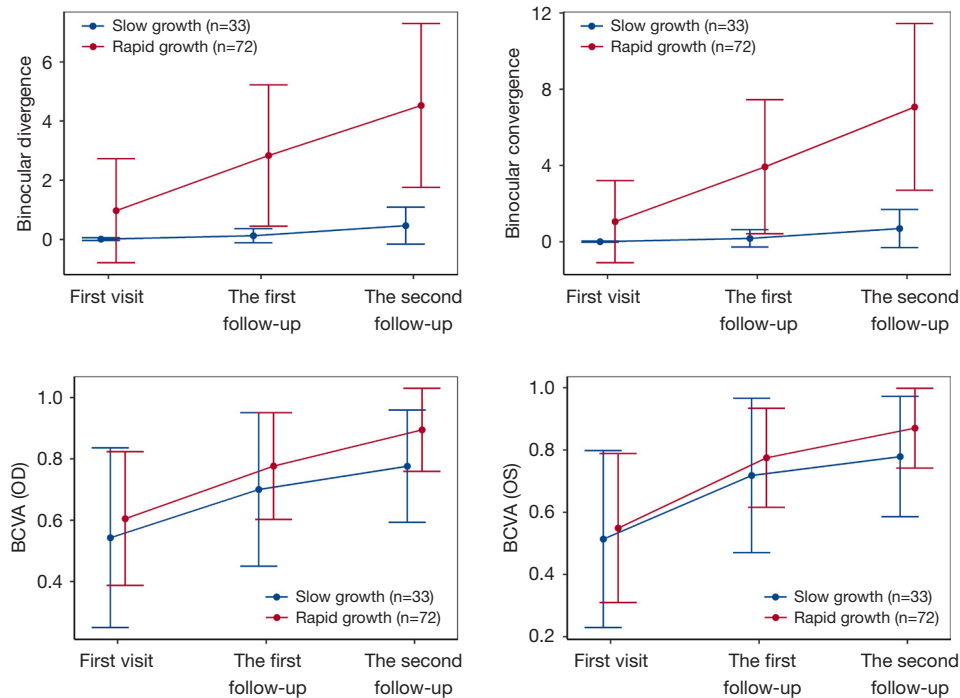 Binocular divergence
6
4
2
0
Slow growth (n=33)
Rapid growth (n=72)
First visit
The first
follow-up
The second
follow-up
Binocular convergence
12
8
4
0
Slow growth (n=33)
Rapid growth (n=72)
First visit
The first
follow-up
The second
follow-up
BCVA (OD)
1.0
0.8
0.6
0.4
Slow growth (n=33)
Rapid growth (n=72)
First visit
The first
follow-up
The second
follow-up
BCVA (OS)
1.0
0.8
0.6
0.4
0.2
Slow growth (n=33)
Rapid growth (n=72)
First visit
The first
follow-up
The second
follow-up